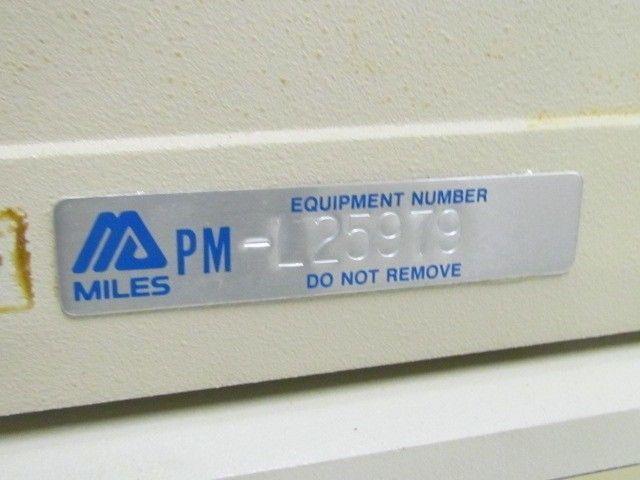 EQUIPMENT NUMBER
PM-L25979
DO NOT REMOVE
MILES